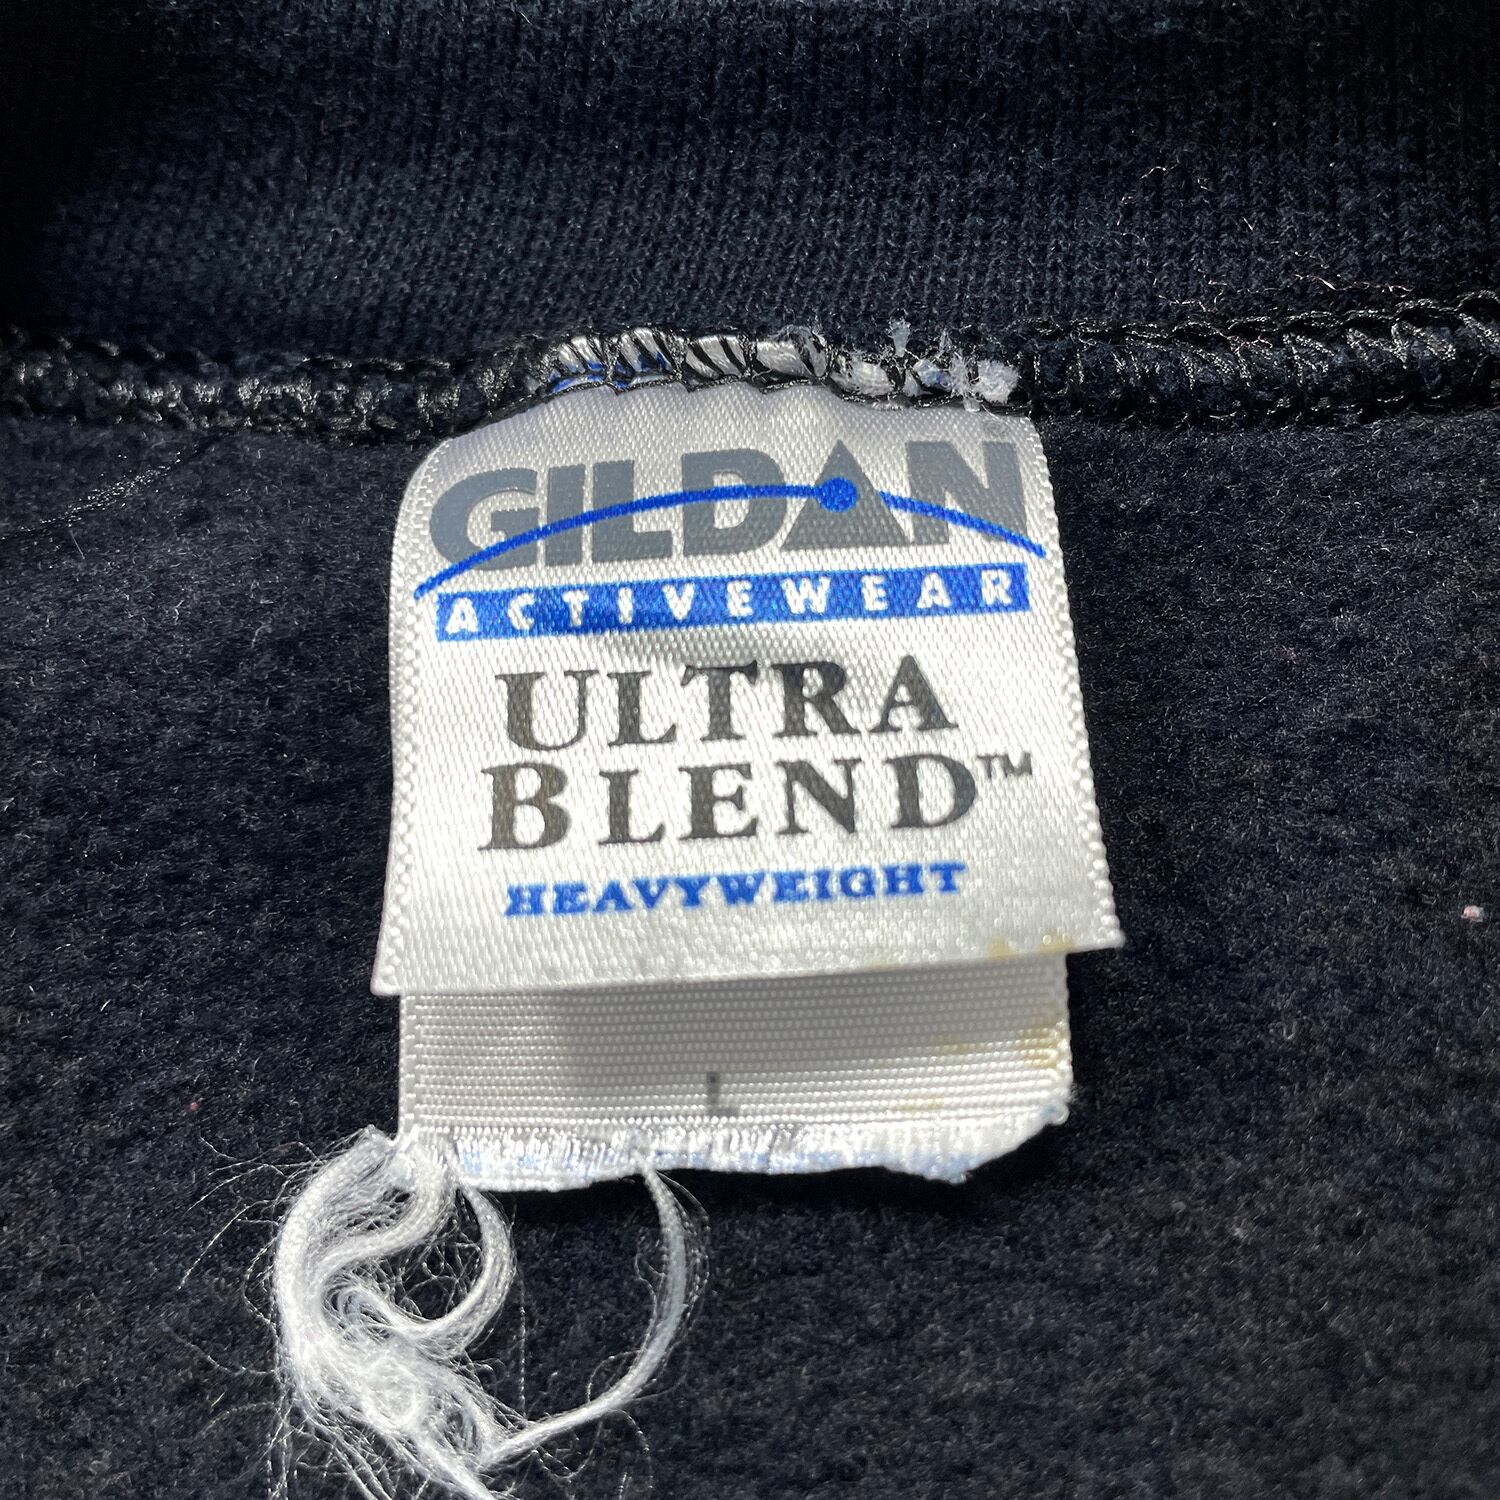 GILDAN
ACTIVEWEAR
ULTRA
BLEND™
HEAVYWEIGHT
L